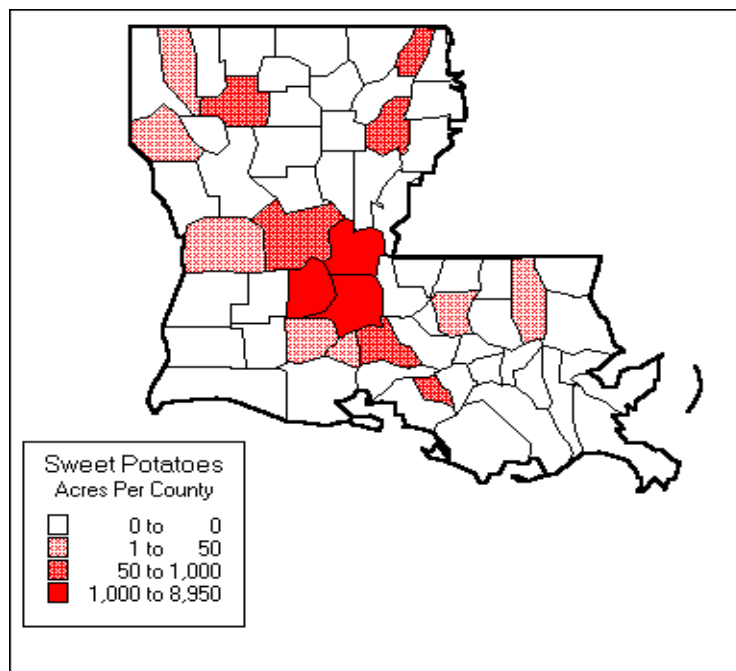 Sweet Potatoes
Acres Per County
0 to 0
1 to 50
50 to 1,000
1,000 to 8,950